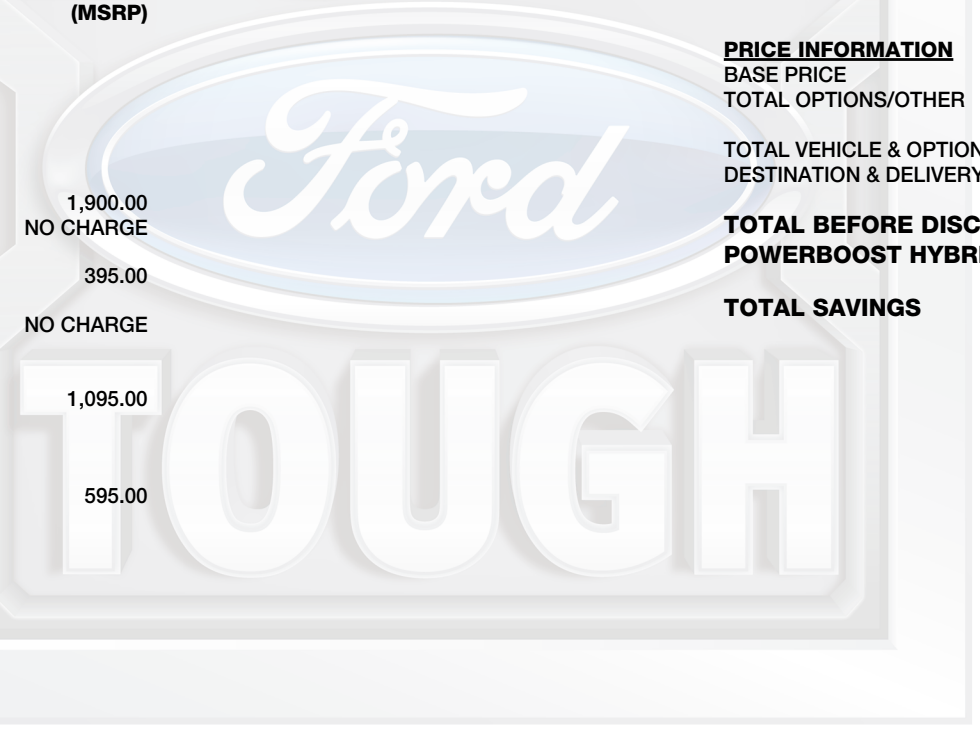 (MSRP)
1,900.00
NO CHARGE
395.00
NO CHARGE
1,095.00
595.00
PRICE INFORMATION
BASE PRICE
TOTAL OPTIONS/OTHER
TOTAL VEHICLE & OPTION
DESTINATION & DELIVERY
TOTAL BEFORE DISC
POWERBOOST HYBRI
TOTAL SAVINGS
Ford
TOUGH